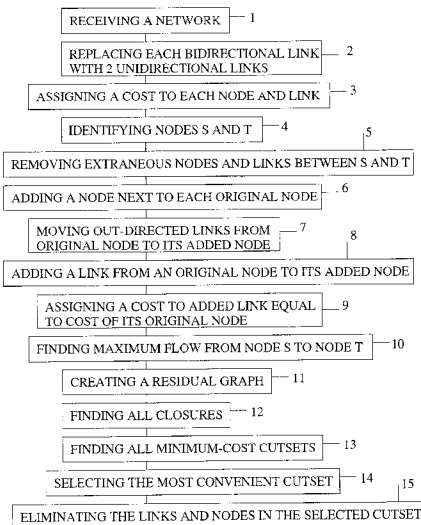 RECEIVING A NETWORK 1
REPLACING EACH BIDIRECTIONAL LINK 2
WITH 2 UNIDIRECTIONAL LINKS
ASSIGNING A COST TO EACH NODE AND LINK 3
IDENTIFYING NODES S AND T 4
5
REMOVING EXTRANEOUS NODES AND LINKS BETWEEN S AND T
ADDING A NODE NEXT TO EACH ORIGINAL NODE 6
MOVING OUT-DIRECTED LINKS FROM 7
ORIGINAL NODE TO ITS ADDED NODE
8
ADDING A LINK FROM AN ORIGINAL NODE TO ITS ADDED NODE
ASSIGNING A COST TO ADDED LINK EQUAL 9
TO COST OF ITS ORIGINAL NODE
FINDING MAXIMUM FLOW FROM NODE S TO NODE T 10
CREATING A RESIDUAL GRAPH 11
FINDING ALL CLOSURES 12
FINDING ALL MINIMUM-COST CUTSETS 13
SELECTING THE MOST CONVENIENT CUTSET 14
15
ELIMINATING THE LINKS AND NODES IN THE SELECTED CUTSET